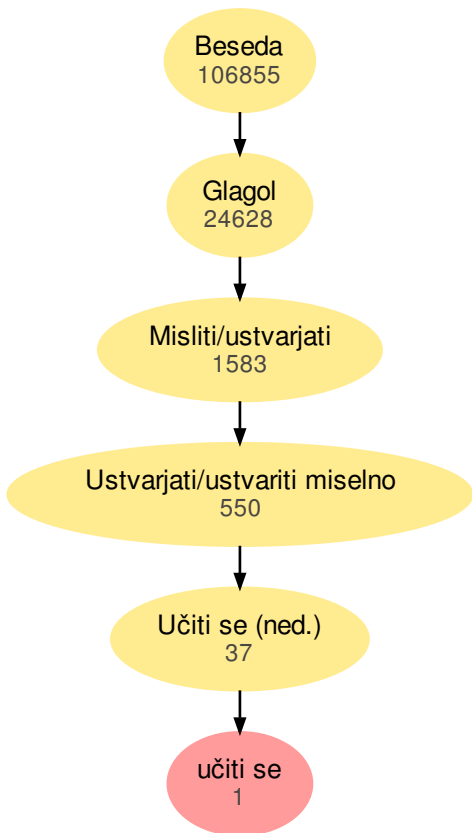 Beseda
106855
Glagol
24628
Misliti/ustvarjati
1583
Ustvarjati/ustvariti miselno
550
Učiti se (ned.)
37
učiti se
1